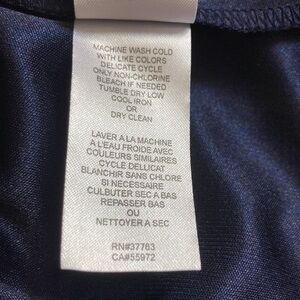 MACHINE WASH COLD
WITH LIKE COLORS
DELICATE CYCLE
ONLY NON-CHLORINE
BLEACH IF NEEDED
TUMBLE DRY LOW
COOL IRON
OR
DRY CLEAN
LAVER A LA MACHINE
A L'EAU FROIDE AVEC
COULEURS SIMILAIRES
CYCLE DELICAT
BLANCHIR SANS CHLORE
SI NECESSAIRE
CULBUTER SEC A BAS
REPASSER BAS
OU
NETTOYER A SEC
RN#37763
CA#55972